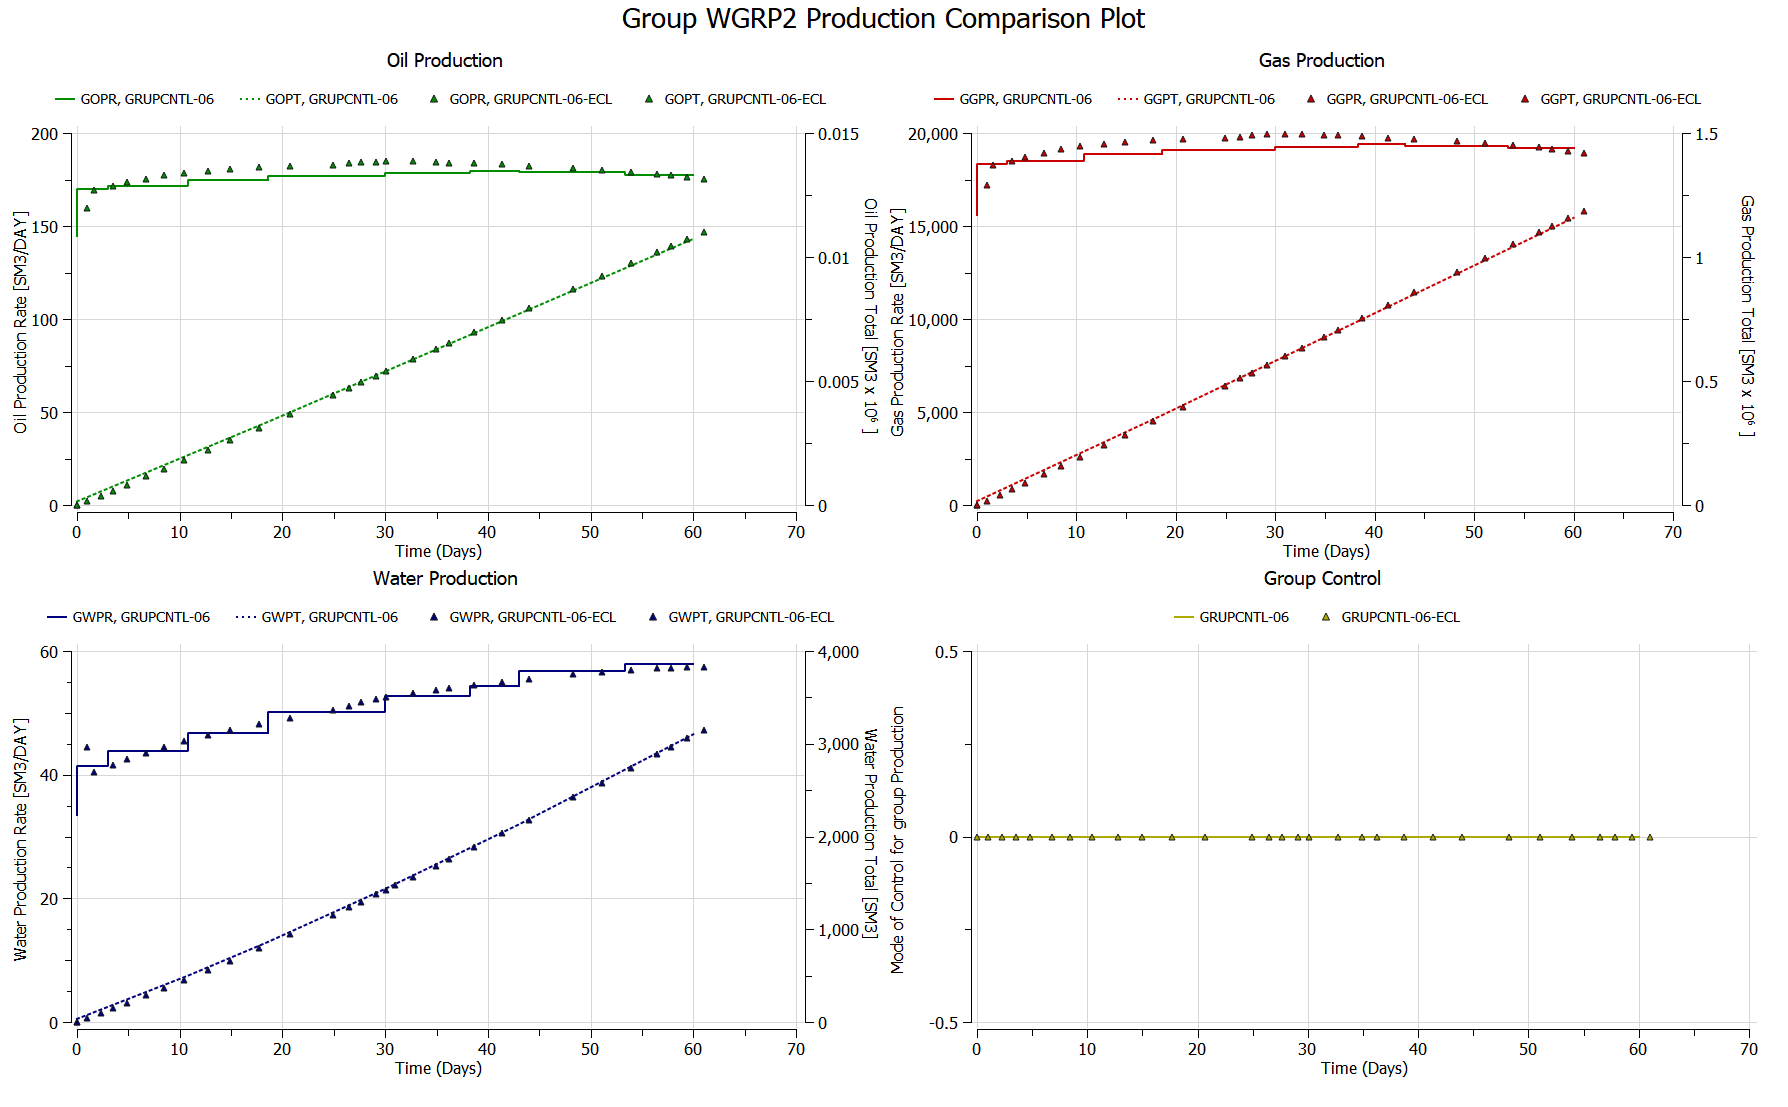 Group WGRP2 Production Comparison Plot
Oil Production
GOPR, GRUPCNTL-06 GOPT, GRUPCNTL-06 GOPR, GRUPCNTL-06-ECL GOPT, GRUPCNTL-06-ECL
200
150
100
50
0
Oil Production Rate [SM3/DAY]
0.015
0.01
0.005
0
Oil Production Total [SM3 x 10⁶ ]
0 10 20 30 40 50 60 70
Time (Days)
Gas Production
GGPR, GRUPCNTL-06 GGPT, GRUPCNTL-06 GGPR, GRUPCNTL-06-ECL GGPT, GRUPCNTL-06-ECL
20,000
15,000
10,000
5,000
0
Gas Production Rate [SM3/DAY]
1.5
1
0.5
0
Gas Production Total [SM3 x 10⁶ ]
0 10 20 30 40 50 60 70
Time (Days)
Water Production
GWPR, GRUPCNTL-06 GWPT, GRUPCNTL-06 GWPR, GRUPCNTL-06-ECL GWPT, GRUPCNTL-06-ECL
60
40
20
0
Water Production Rate [SM3/DAY]
4,000
3,000
2,000
1,000
0
Water Production Total [SM3]
0 10 20 30 40 50 60 70
Time (Days)
Group Control
GRUPCNTL-06 GRUPCNTL-06-ECL
0.5
0
-0.5
Mode of Control for group Production
0 10 20 30 40 50 60 70
Time (Days)